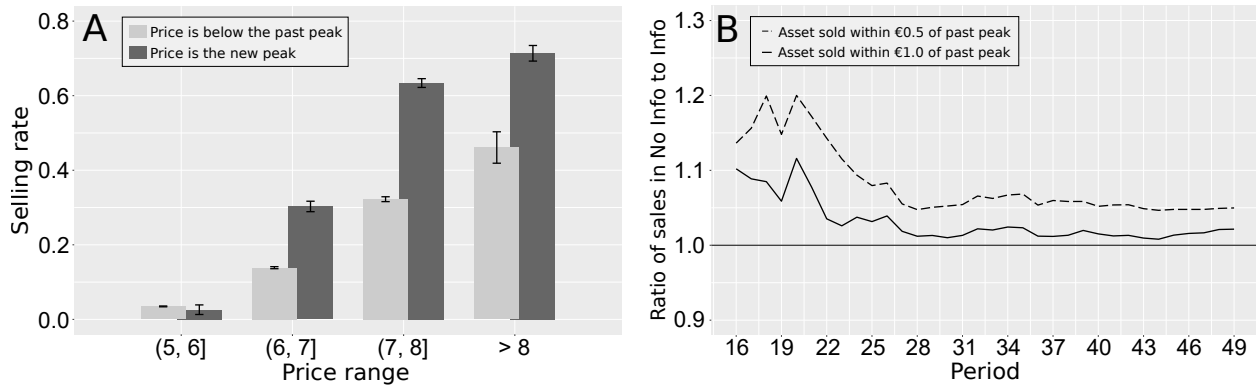 A
Price is below the past peak
Price is the new peak
Selling rate
0.8
0.6
0.4
0.2
0.0
(5, 6]
(6, 7]
(7, 8]
> 8
Price range
B
Asset sold within €0.5 of past peak
Asset sold within €1.0 of past peak
Ratio of sales in No Info to Info
1.3
1.2
1.1
1.0
0.9
16 19 22 25 28 31 34 37 40 43 46 49
Period